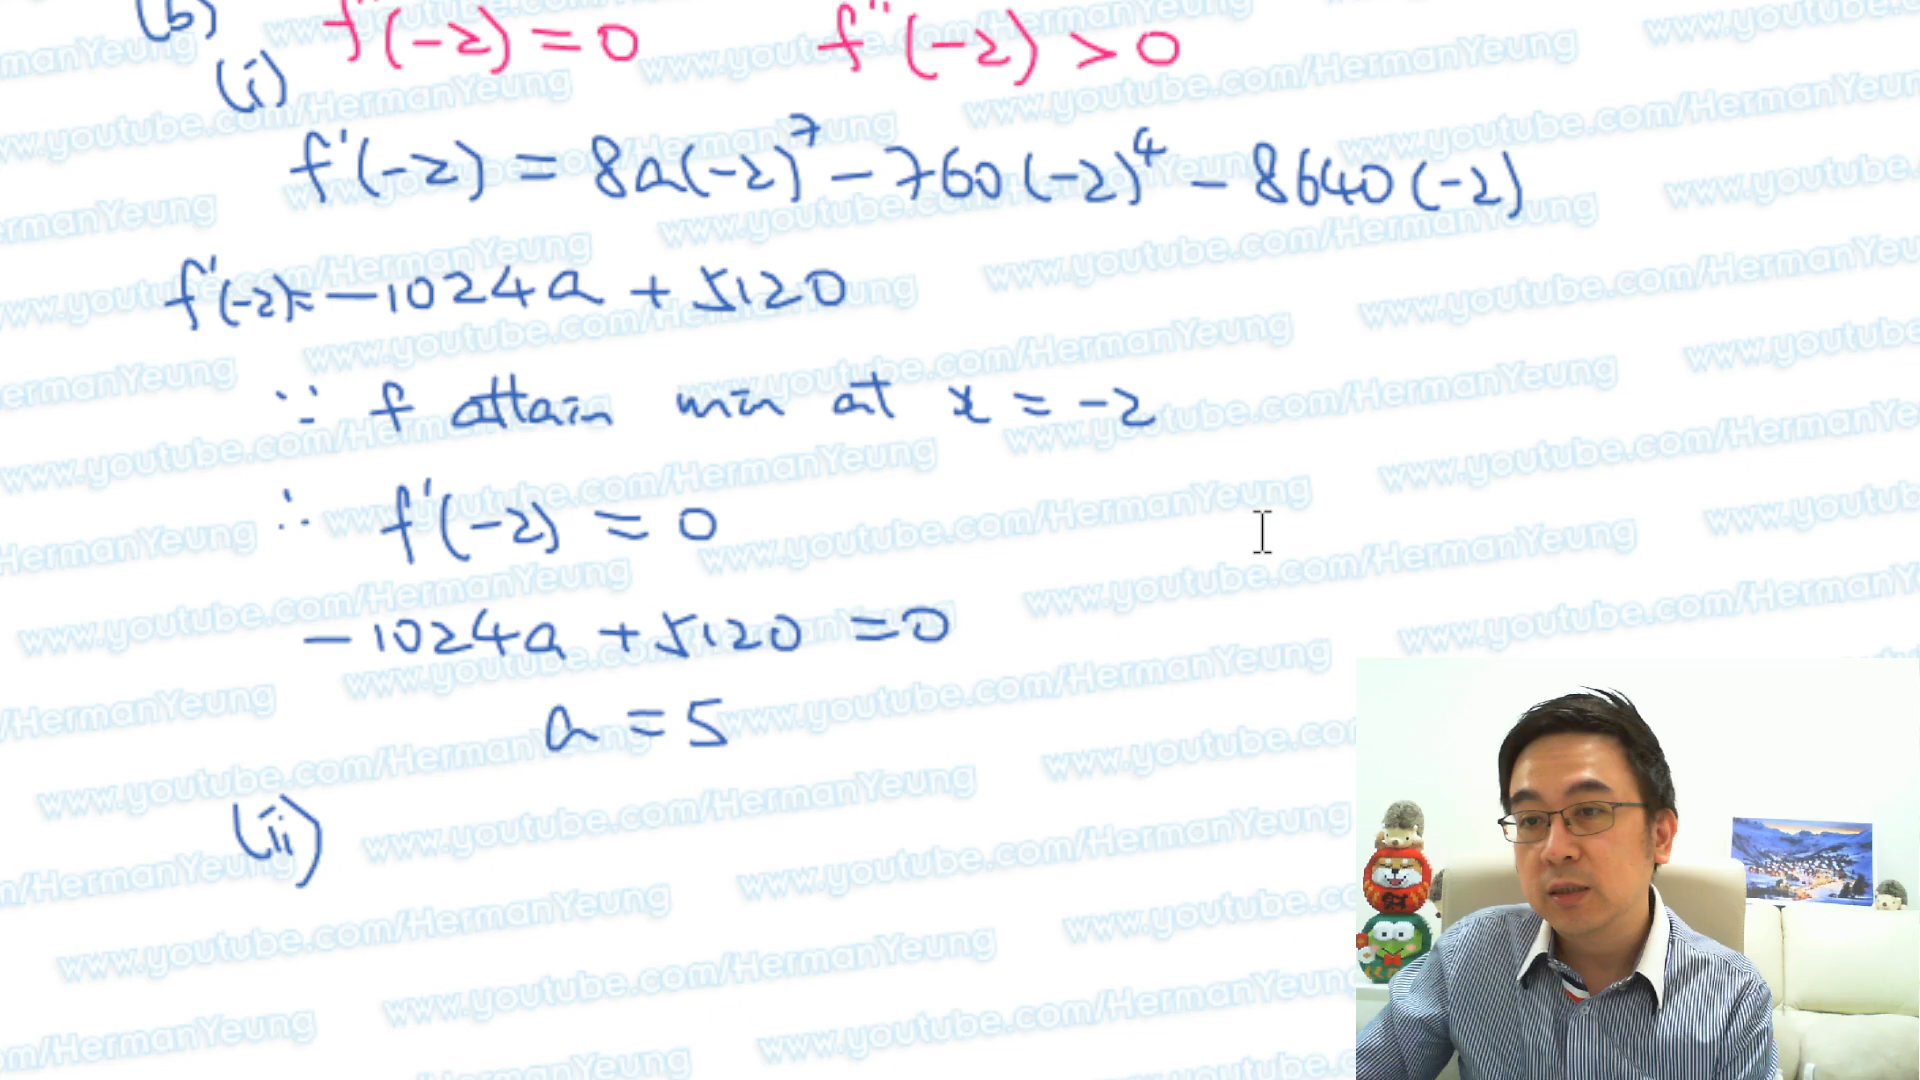 (b)
f'(-2) = 0 f''(-2) > 0
(i)
f'(-2) = 8a(-2)⁷ - 760(-2)⁴ - 8640(-2)
f'(-2)= -1024a + 5120
∵ f attain min at x = -2
∴ f'(-2) = 0
-1024a + 5120 = 0
a = 5
(ii)
www.youtube.com/HermanYeung